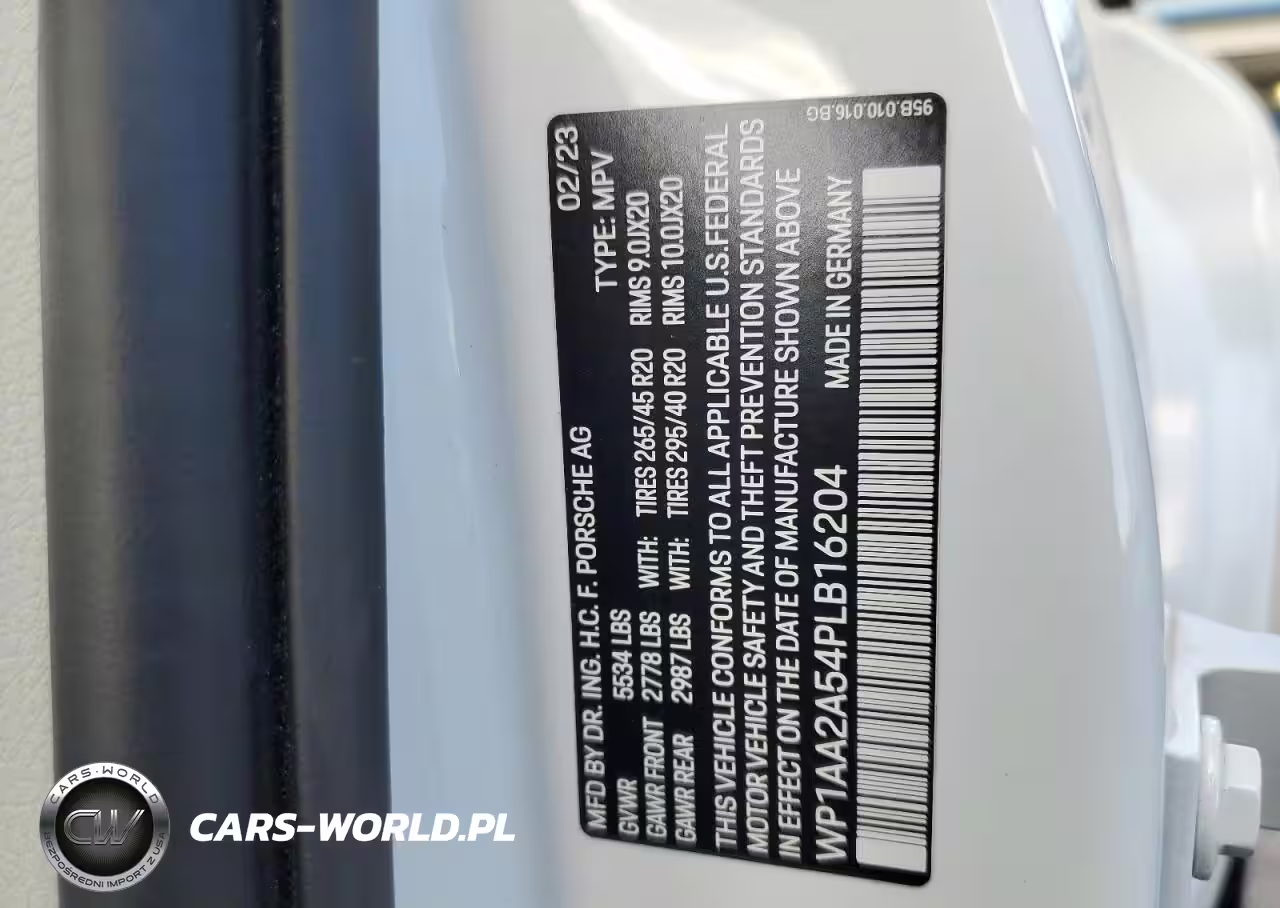 MFD BY DR. ING. H.C. F. PORSCHE AG 02/23
GVWR 5534 LBS TYPE: MPV
GAWR FRONT 2778 LBS WITH: TIRES 265/45 R20 RIMS 9.0JX20
GAWR REAR 2987 LBS WITH: TIRES 295/40 R20 RIMS 10.0JX20
THIS VEHICLE CONFORMS TO ALL APPLICABLE U.S.FEDERAL
MOTOR VEHICLE SAFETY AND THEFT PREVENTION STANDARDS
IN EFFECT ON THE DATE OF MANUFACTURE SHOWN ABOVE
WP1AA2A54PLB16204 MADE IN GERMANY
95B.010.016.BG
CARS-WORLD
CW
BEZPOŚREDNI IMPORT Z USA
CARS-WORLD.PL